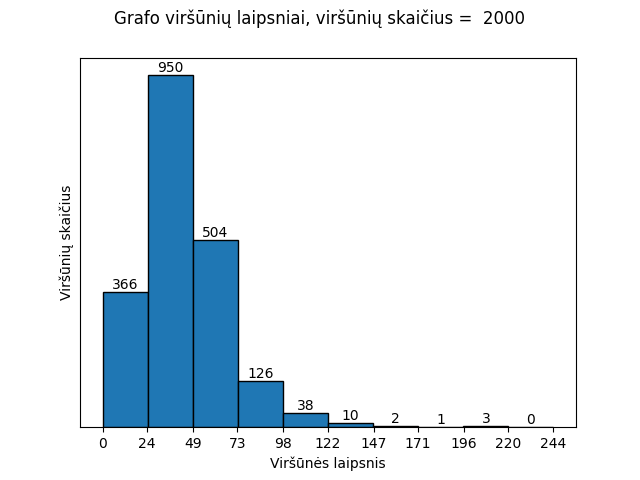 Grafo viršūnių laipsniai, viršūnių skaičius =  2000
950
504
366
126
38
10
2
1
3
0
Viršūnių skaičius
0 24 49 73 98 122 147 171 196 220 244
Viršūnės laipsnis